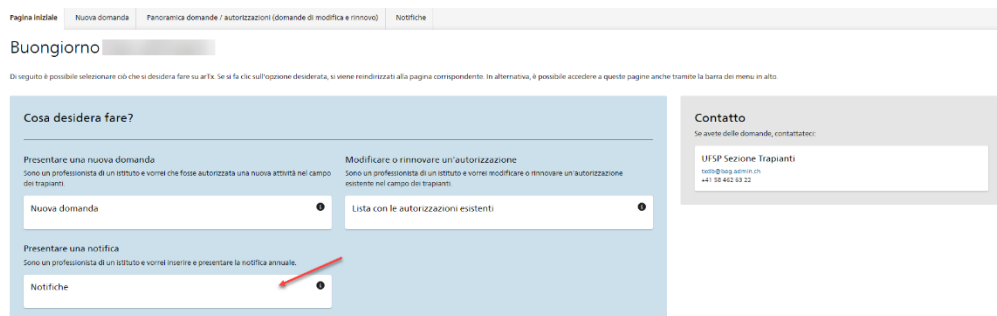 Pagina iniziale Nuova domanda Panoramica domande / autorizzazioni (domande di modifica e rinnovo) Notifiche
Buongiorno
Di seguito è possibile selezionare ciò che si desidera fare su arTx. Se si fa clic sull'opzione desiderata, si viene reindirizzati alla pagina corrispondente. In alternativa, è possibile accedere a queste pagine anche tramite la barra dei menu in alto.
Cosa desidera fare?
Presentare una nuova domanda
Sono un professionista di un istituto e vorrei che fosse autorizzata una nuova attività nel campo
dei trapianti.
Nuova domanda
Modificare o rinnovare un'autorizzazione
Sono un professionista di un istituto e vorrei modificare o rinnovare un'autorizzazione
esistente nel campo dei trapianti.
Lista con le autorizzazioni esistenti
Presentare una notifica
Sono un professionista di un istituto e vorrei inserire e presentare la notifica annuale.
Notifiche
Contatto
Se avete delle domande, contattateci:
UFSP Sezione Trapianti
txdb@bag.admin.ch
+41 58 462 63 22